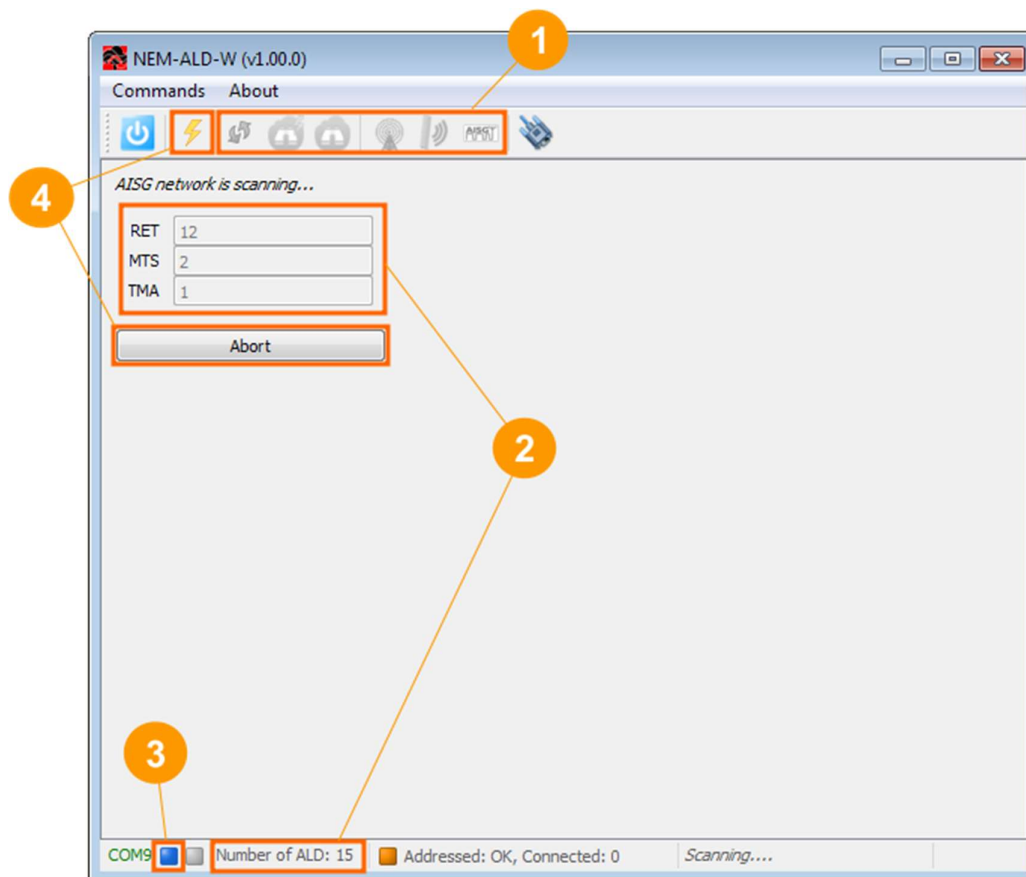 1
NEM-ALD-W (v1.00.0)
Commands About
AISG
4
AISG network is scanning...
RET 12
MTS 2
TMA 1
Abort
2
3
COM9 Number of ALD: 15 Addressed: OK, Connected: 0 Scanning....